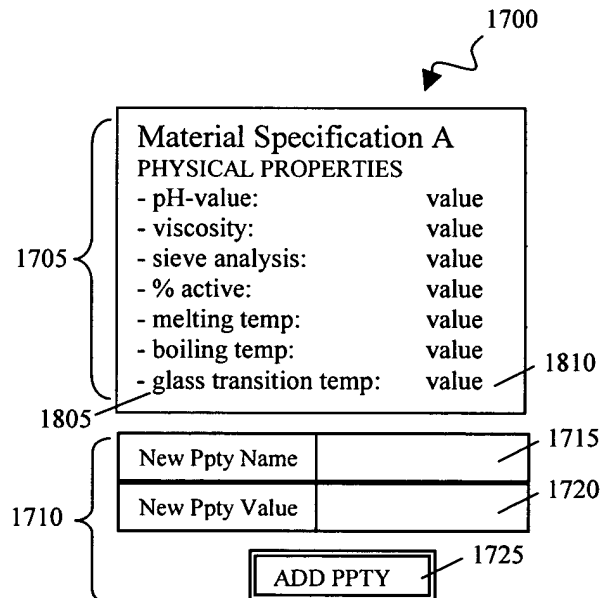 1700
Material Specification A
PHYSICAL PROPERTIES
- pH-value: value
- viscosity: value
- sieve analysis: value
- % active: value
- melting temp: value
- boiling temp: value
- glass transition temp: value
1705
1810
1805
New Ppty Name
1715
New Ppty Value
1720
1710
ADD PPTY
1725